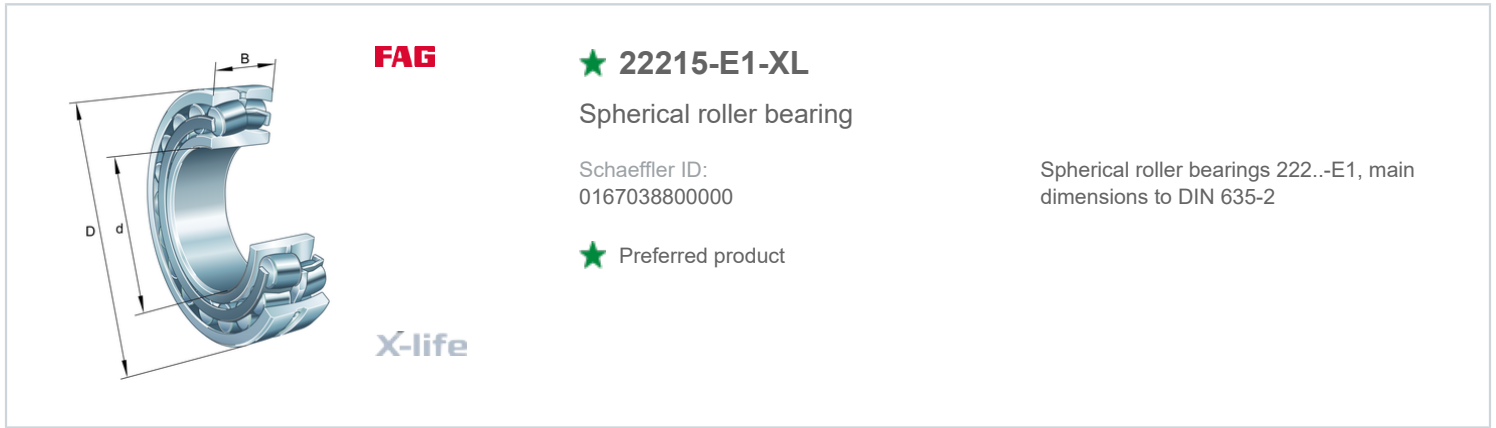 B
FAG
D
d
X-life
22215-E1-XL
Spherical roller bearing
Schaeffler ID:
0167038800000
Preferred product
Spherical roller bearings 222..-E1, main
dimensions to DIN 635-2